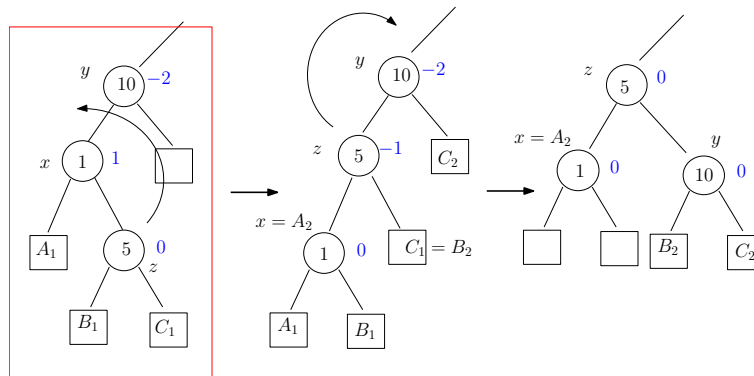 y
10
−2
x
1
1
A₁
5
0
z
B₁
C₁
y
10
−2
z
5
−1
C₂
x = A₂
1
0
C₁ = B₂
A₁
B₁
z
5
0
x = A₂
1
0
y
10
0
B₂
C₂